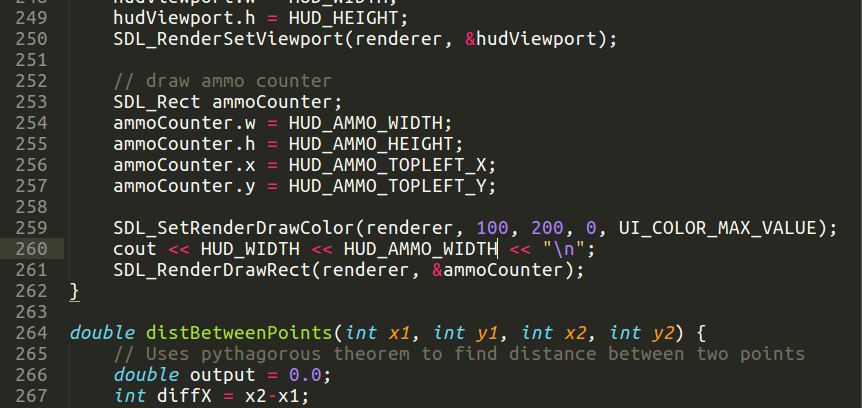 248 hudViewport.w = HUD_WIDTH;
249 hudViewport.h = HUD_HEIGHT;
250 SDL_RenderSetViewport(renderer, &hudViewport);
251
252 // draw ammo counter
253 SDL_Rect ammoCounter;
254 ammoCounter.w = HUD_AMMO_WIDTH;
255 ammoCounter.h = HUD_AMMO_HEIGHT;
256 ammoCounter.x = HUD_AMMO_TOPLEFT_X;
257 ammoCounter.y = HUD_AMMO_TOPLEFT_Y;
258
259 SDL_SetRenderDrawColor(renderer, 100, 200, 0, UI_COLOR_MAX_VALUE);
260 cout << HUD_WIDTH << HUD_AMMO_WIDTH << "\n";
261 SDL_RenderDrawRect(renderer, &ammoCounter);
262 }
263
264 double distBetweenPoints(int x1, int y1, int x2, int y2) {
265 // Uses pythagorous theorem to find distance between two points
266 double output = 0.0;
267 int diffX = x2-x1;